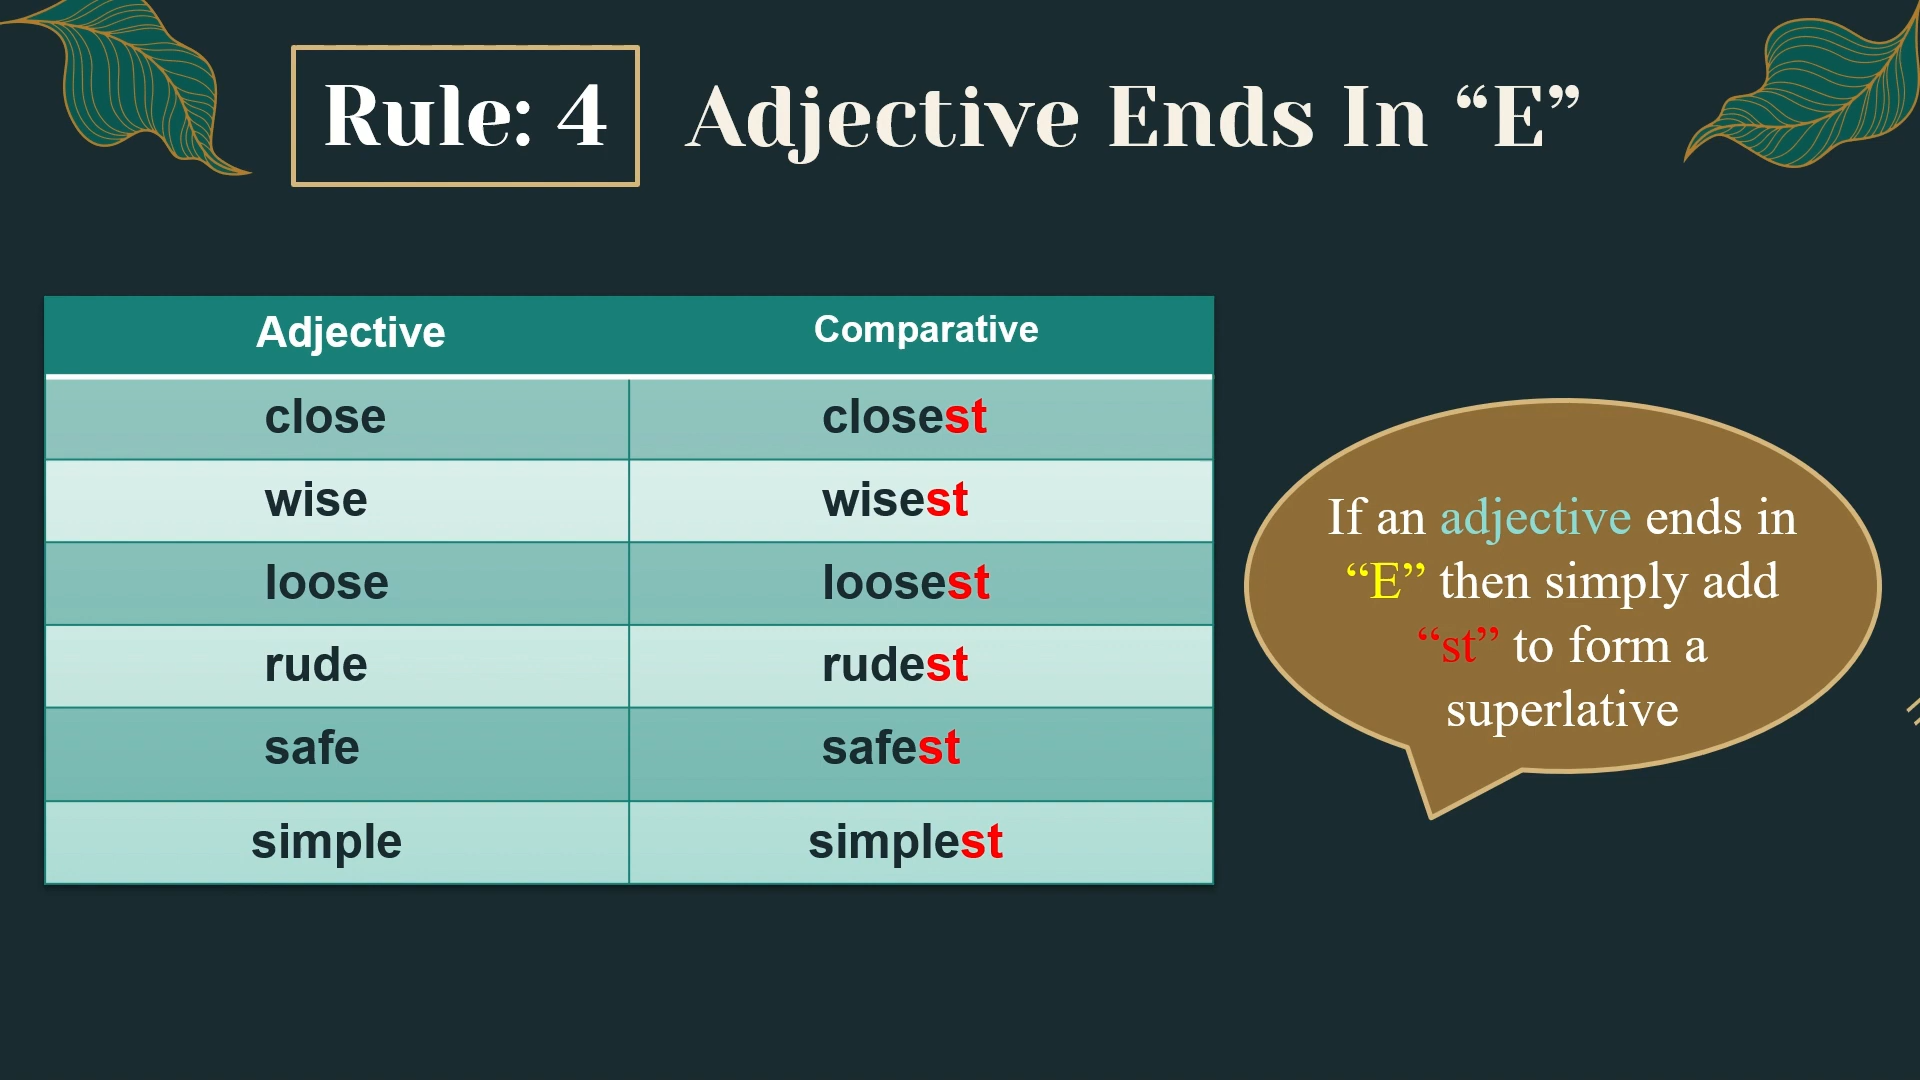 Rule: 4 Adjective Ends In “E”
Adjective Comparative
close closest
wise wisest
loose loosest
rude rudest
safe safest
simple simplest
If an adjective ends in
“E” then simply add
“st” to form a
superlative